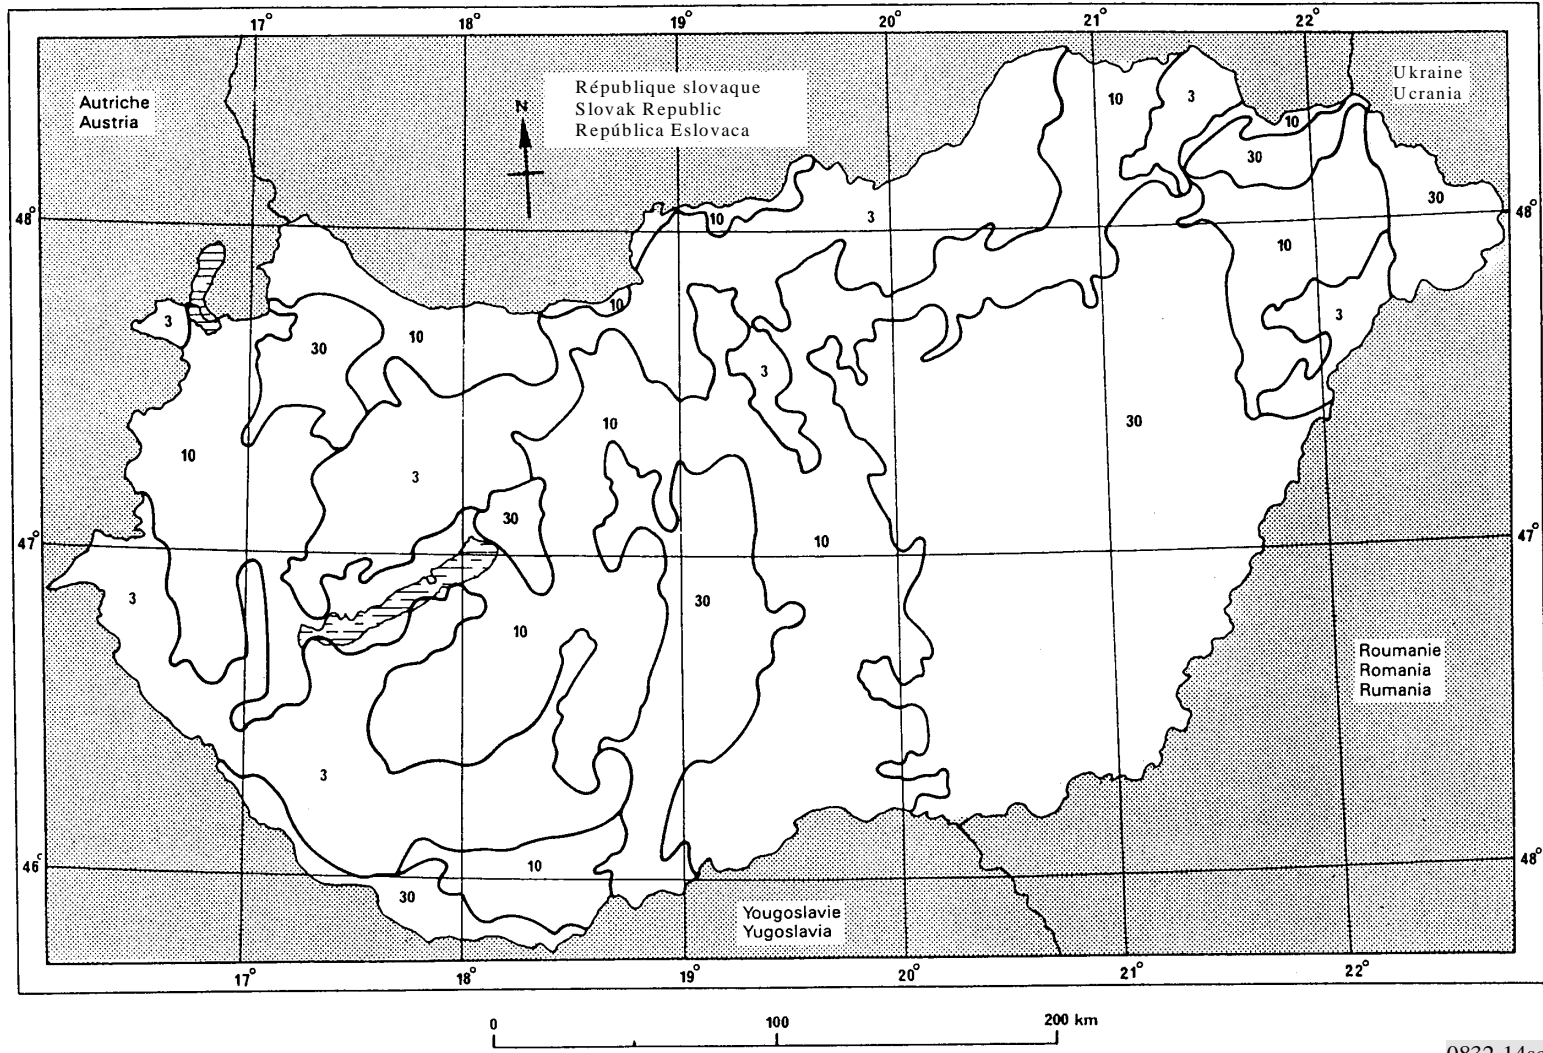 17° 18° 19° 20° 21° 22°
Autriche
Austria
République slovaque
Slovak Republic
República Eslovaca
Ukraine
Ucrania
N
10 3 10
30 30
48° 10 3 48°
10
10 3
3 30 10
3
10 30
10 3
30
10
47° 47°
3 30
10
Roumanie
Romania
Rumania
3
10
30
46° 48°
Yougoslavie
Yugoslavia
17° 18° 19° 20° 21° 22°
0 100 200 km